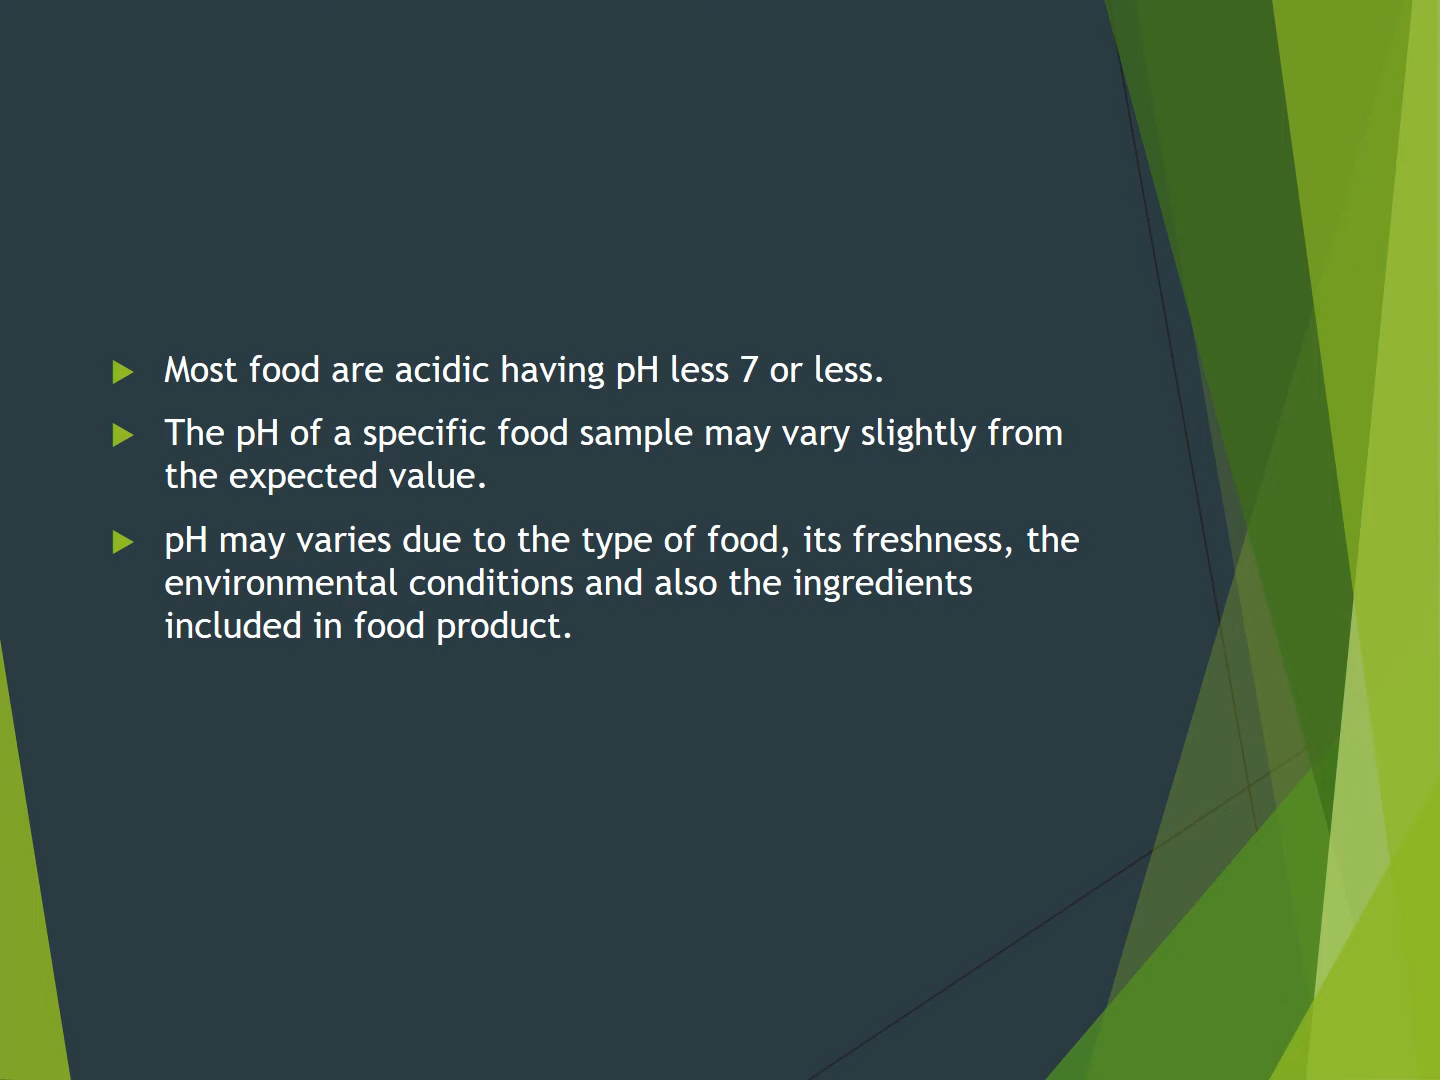 Most food are acidic having pH less 7 or less.
The pH of a specific food sample may vary slightly from
the expected value.
pH may varies due to the type of food, its freshness, the
environmental conditions and also the ingredients
included in food product.